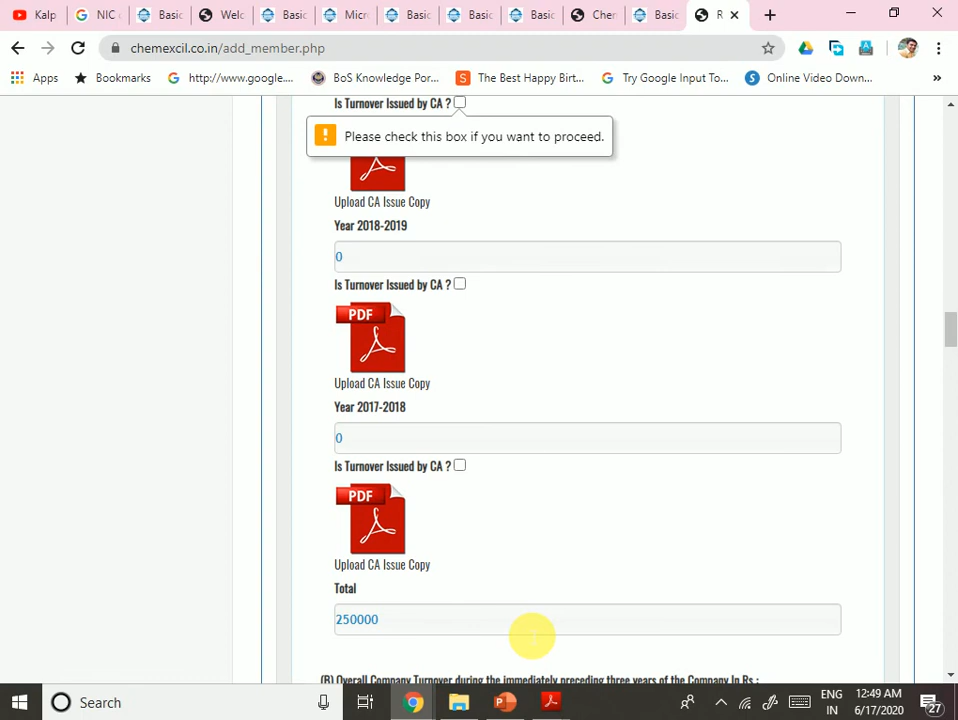 Kalp
NIC
Basic
Welc
Basic
Micr
Basic
Basic
Basic
Chem
Basic
R
chemexcil.co.in/add_member.php
Apps
Bookmarks
http://www.google....
BoS Knowledge Por...
The Best Happy Birt...
Try Google Input To...
Online Video Down...
»
Is Turnover Issued by CA ?
Please check this box if you want to proceed.
Upload CA Issue Copy
Year 2018-2019
0
Is Turnover Issued by CA ?
PDF
Upload CA Issue Copy
Year 2017-2018
0
Is Turnover Issued by CA ?
PDF
Upload CA Issue Copy
Total
250000
(B) Overall Company Turnover during the immediately preceding three years of the Company In Rs :
Search
ENG
IN
12:49 AM
6/17/2020
27